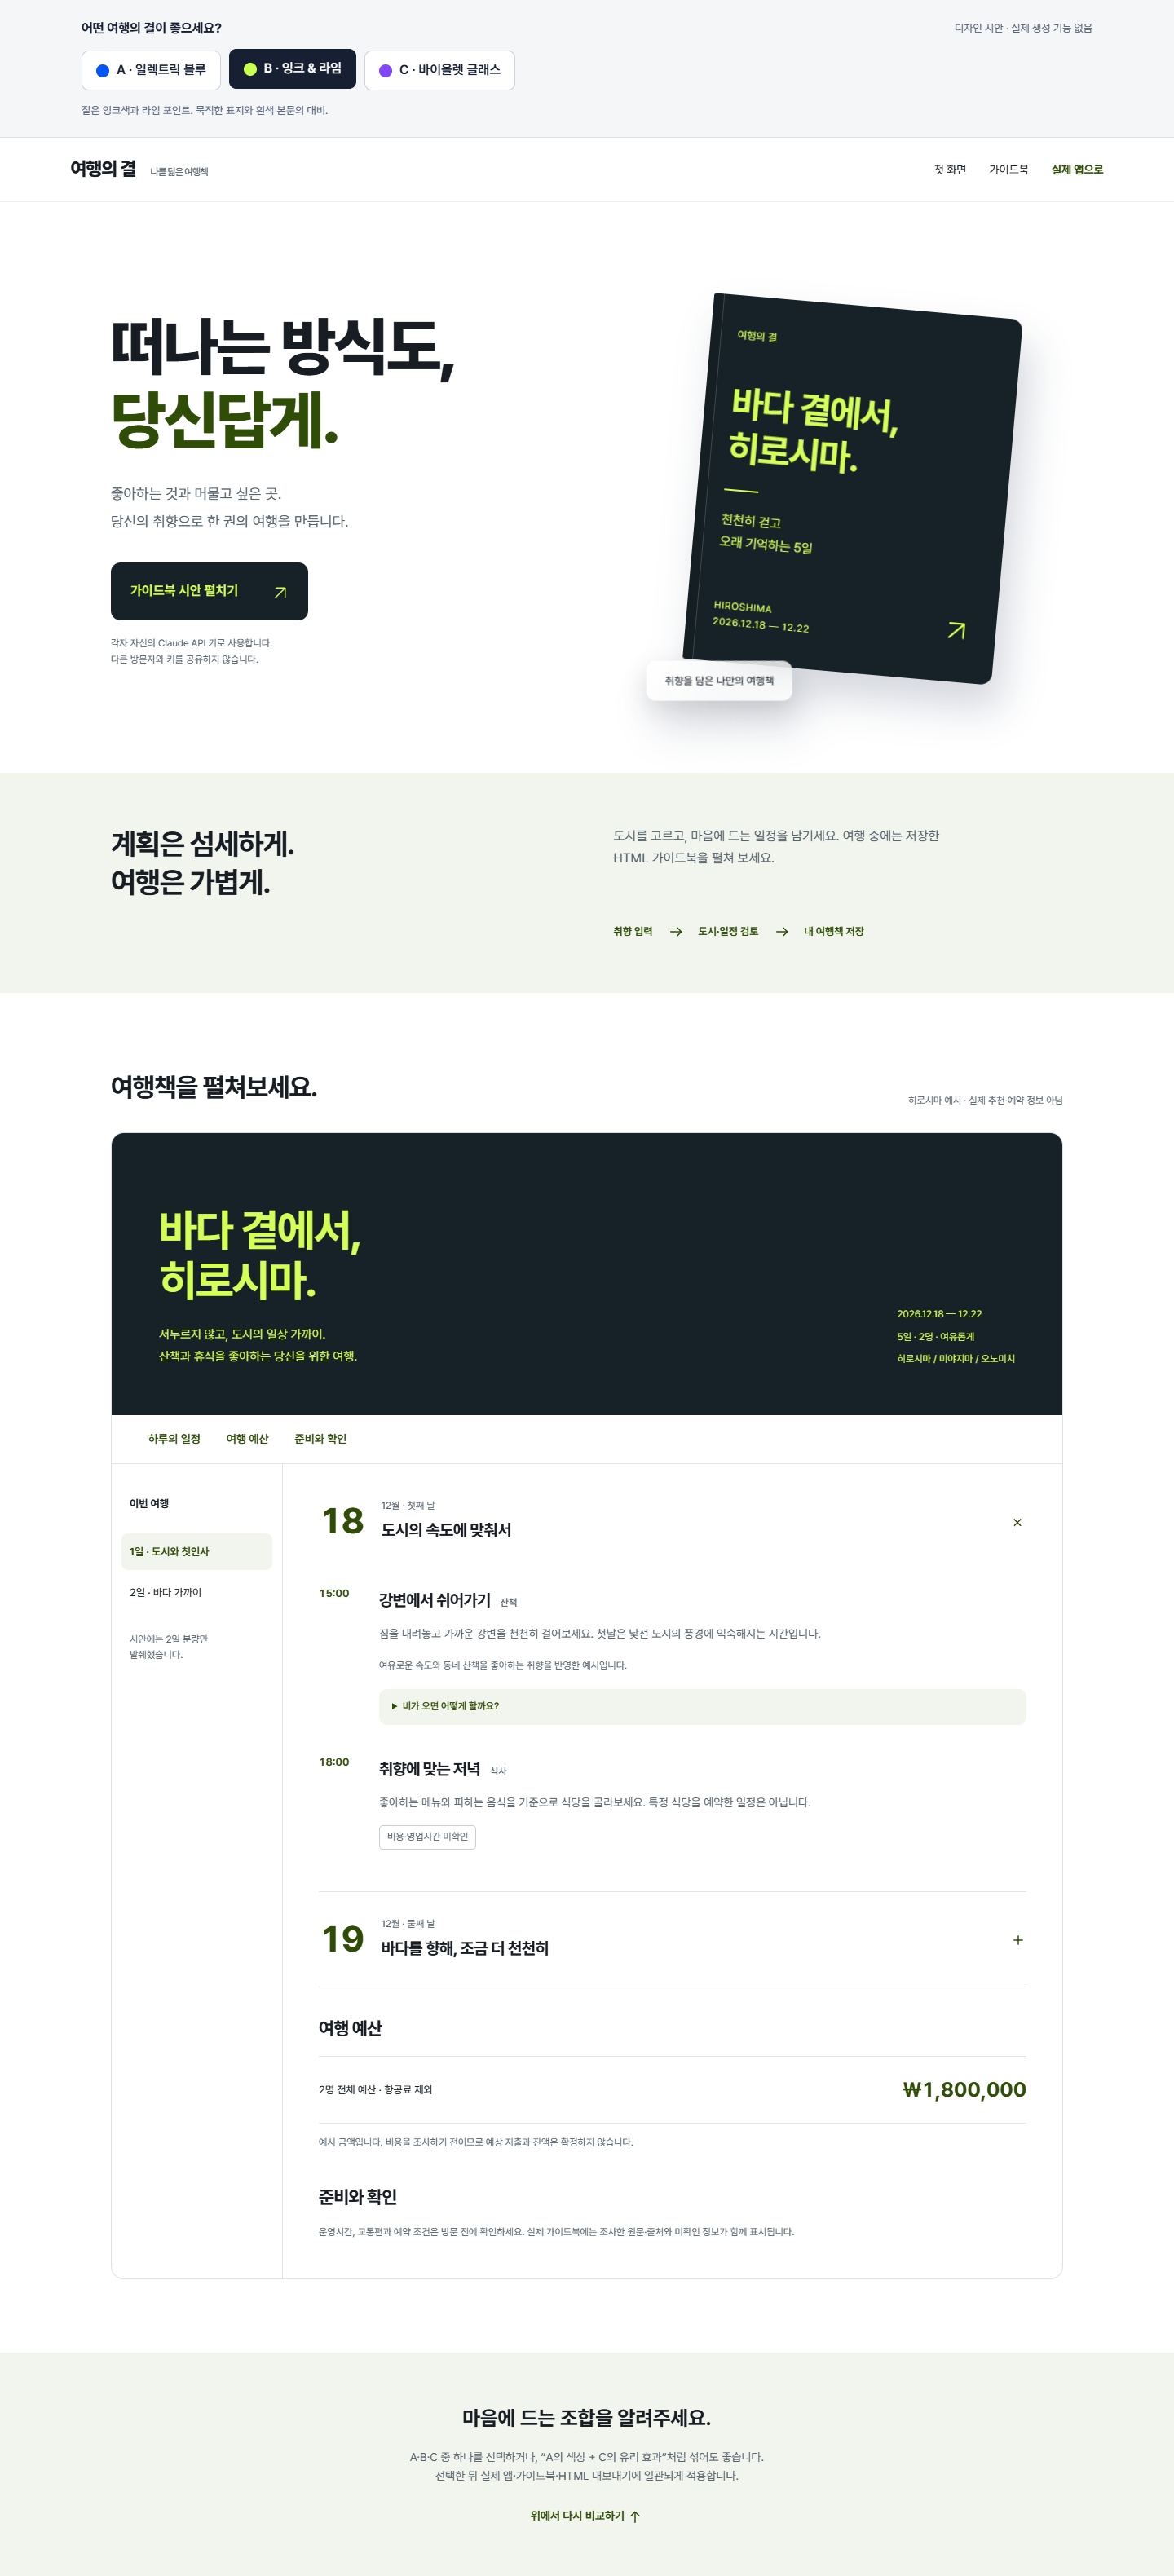 어떤 여행의 결이 좋으세요?
디자인 시안 · 실제 생성 기능 없음
A · 일렉트릭 블루
B · 잉크 & 라임
C · 바이올렛 글래스
짙은 잉크색과 라임 포인트. 묵직한 표지와 흰색 본문의 대비.
여행의 결 나를 닮은 여행책
첫 화면 가이드북 실제 앱으로
떠나는 방식도,
당신답게.
좋아하는 것과 머물고 싶은 곳.
당신의 취향으로 한 권의 여행을 만듭니다.
가이드북 시안 펼치기
각자 자신의 Claude API 키로 사용합니다.
다른 방문자와 키를 공유하지 않습니다.
여행의 결
바다 곁에서,
히로시마.
천천히 걷고
오래 기억하는 5일
HIROSHIMA
2026.12.18 — 12.22
취향을 담은 나만의 여행책
계획은 섬세하게.
여행은 가볍게.
도시를 고르고, 마음에 드는 일정을 남기세요. 여행 중에는 저장한
HTML 가이드북을 펼쳐 보세요.
취향 입력 → 도시·일정 검토 → 내 여행책 저장
여행책을 펼쳐보세요.
히로시마 예시 · 실제 추천·예약 정보 아님
바다 곁에서,
히로시마.
서두르지 않고, 도시의 일상 가까이.
산책과 휴식을 좋아하는 당신을 위한 여행.
2026.12.18 — 12.22
5일 · 2명 · 여유롭게
히로시마 / 미야지마 / 오노미치
하루의 일정 여행 예산 준비와 확인
이번 여행
1일 · 도시와 첫인사
2일 · 바다 가까이
시안에는 2일 분량만
발췌했습니다.
18
12월 · 첫째 날
도시의 속도에 맞춰서
15:00
강변에서 쉬어가기 산책
짐을 내려놓고 가까운 강변을 천천히 걸어보세요. 첫날은 낯선 도시의 풍경에 익숙해지는 시간입니다.
여유로운 속도와 동네 산책을 좋아하는 취향을 반영한 예시입니다.
비가 오면 어떻게 할까요?
18:00
취향에 맞는 저녁 식사
좋아하는 메뉴와 피하는 음식을 기준으로 식당을 골라보세요. 특정 식당을 예약한 일정은 아닙니다.
비용·영업시간 미확인
19
12월 · 둘째 날
바다를 향해, 조금 더 천천히
여행 예산
2명 전체 예산 · 항공료 제외
₩1,800,000
예시 금액입니다. 비용을 조사하기 전이므로 예상 지출과 잔액은 확정하지 않습니다.
준비와 확인
운영시간, 교통편과 예약 조건은 방문 전에 확인하세요. 실제 가이드북에는 조사한 원문·출처와 미확인 정보가 함께 표시됩니다.
마음에 드는 조합을 알려주세요.
A·B·C 중 하나를 선택하거나, “A의 색상 + C의 유리 효과”처럼 섞어도 좋습니다.
선택한 뒤 실제 앱·가이드북·HTML 내보내기에 일관되게 적용합니다.
위에서 다시 비교하기 ↑